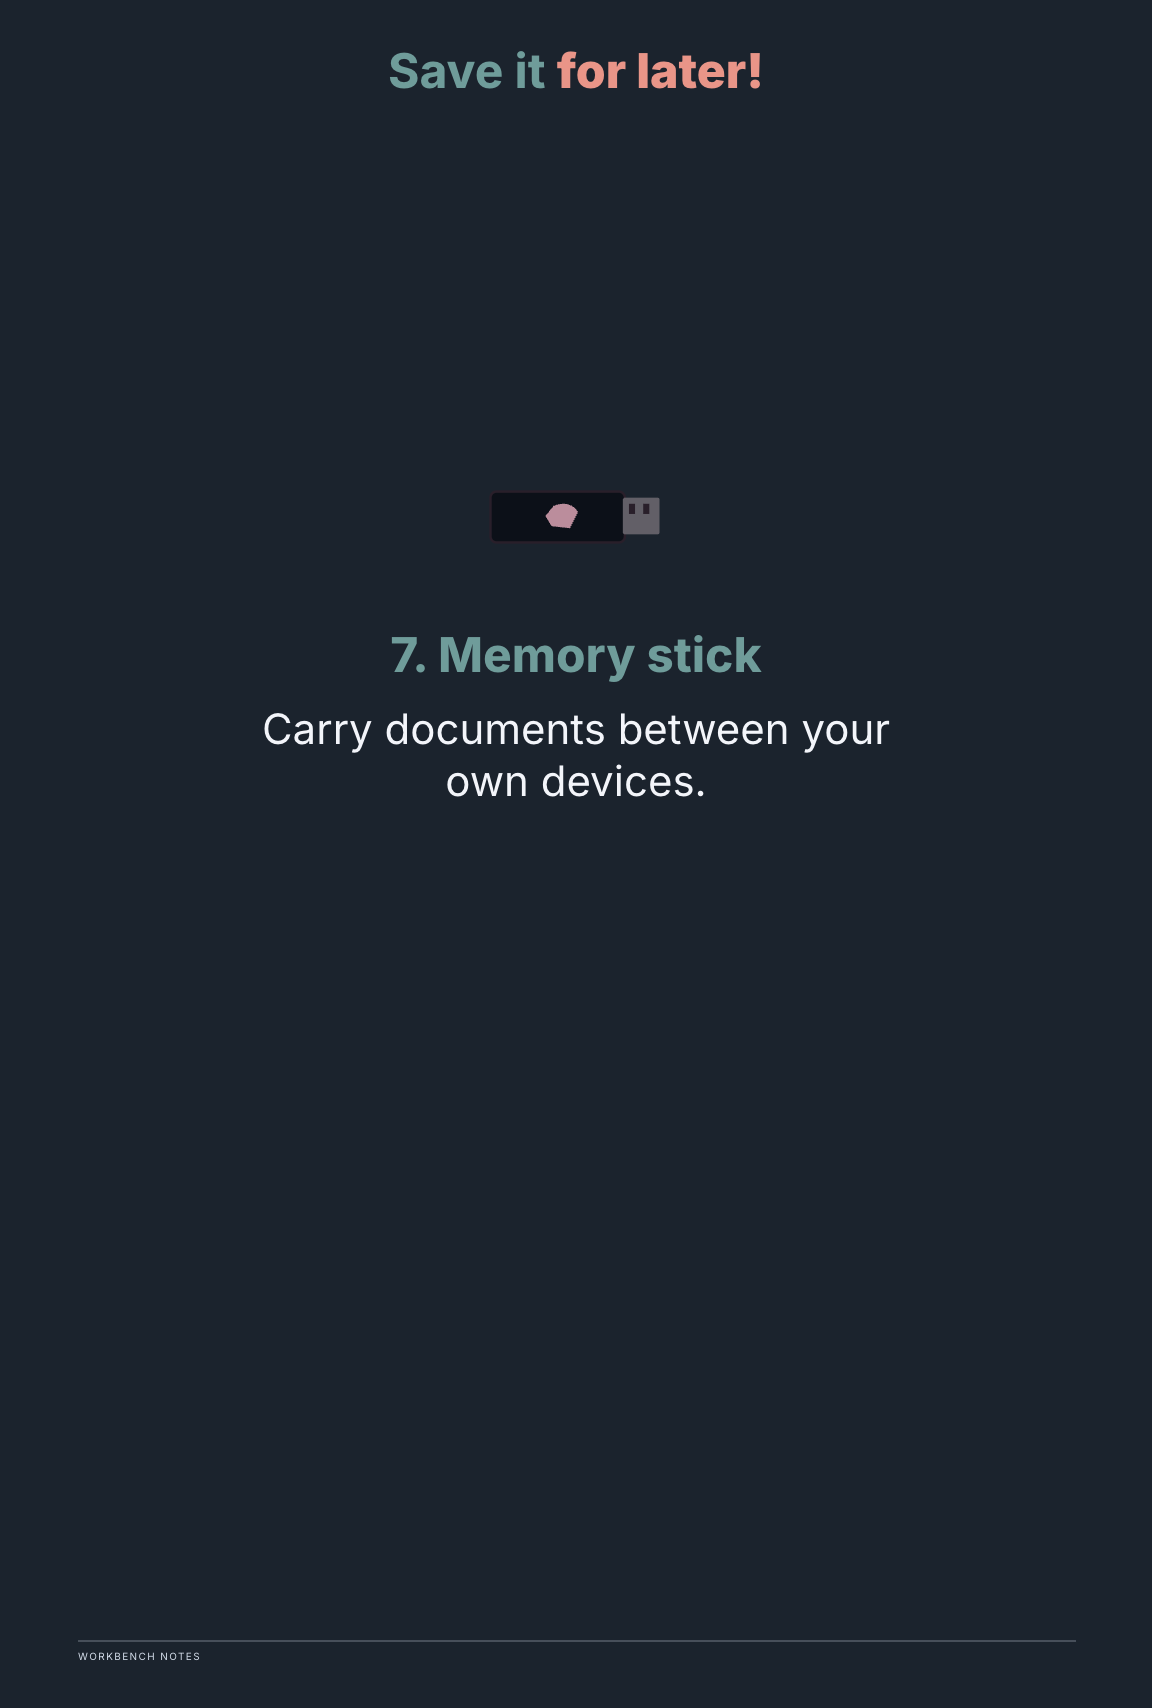 Save it for later!
7. Memory stick
Carry documents between your
own devices.
WORKBENCH NOTES